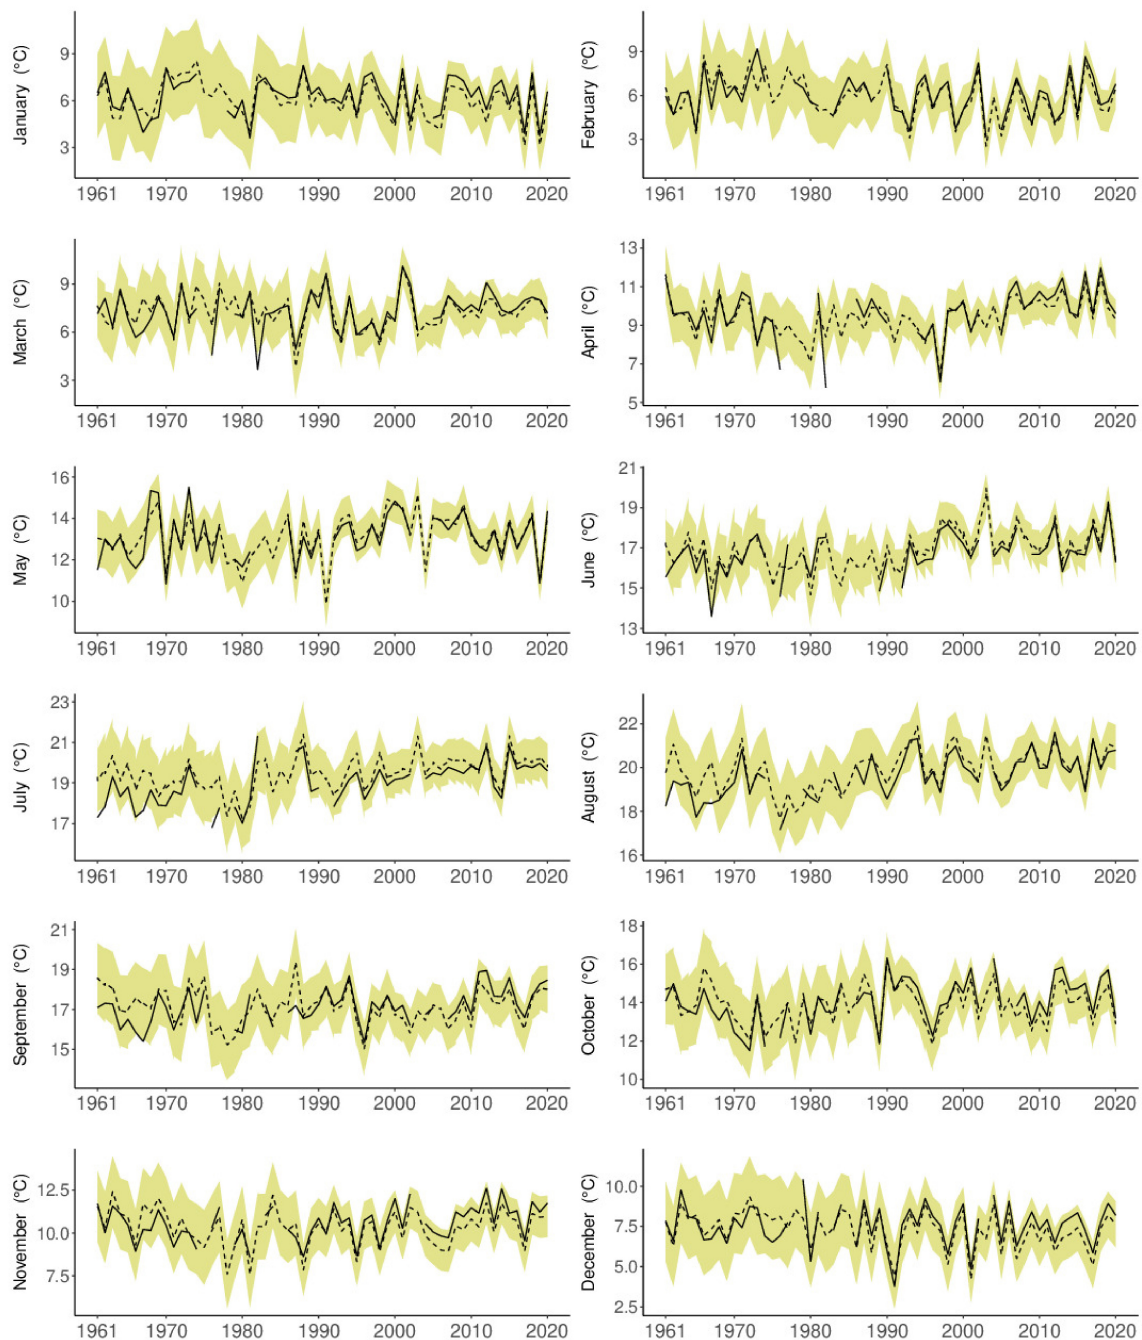 January (°C)
9
6
3
1961 1970 1980 1990 2000 2010 2020
February (°C)
9
6
3
1961 1970 1980 1990 2000 2010 2020
March (°C)
9
6
3
1961 1970 1980 1990 2000 2010 2020
April (°C)
13
11
9
7
5
1961 1970 1980 1990 2000 2010 2020
May (°C)
16
14
12
10
1961 1970 1980 1990 2000 2010 2020
June (°C)
21
19
17
15
13
1961 1970 1980 1990 2000 2010 2020
July (°C)
23
21
19
17
1961 1970 1980 1990 2000 2010 2020
August (°C)
22
20
18
16
1961 1970 1980 1990 2000 2010 2020
September (°C)
21
19
17
15
1961 1970 1980 1990 2000 2010 2020
October (°C)
18
16
14
12
10
1961 1970 1980 1990 2000 2010 2020
November (°C)
12.5
10.0
7.5
1961 1970 1980 1990 2000 2010 2020
December (°C)
10.0
7.5
5.0
2.5
1961 1970 1980 1990 2000 2010 2020